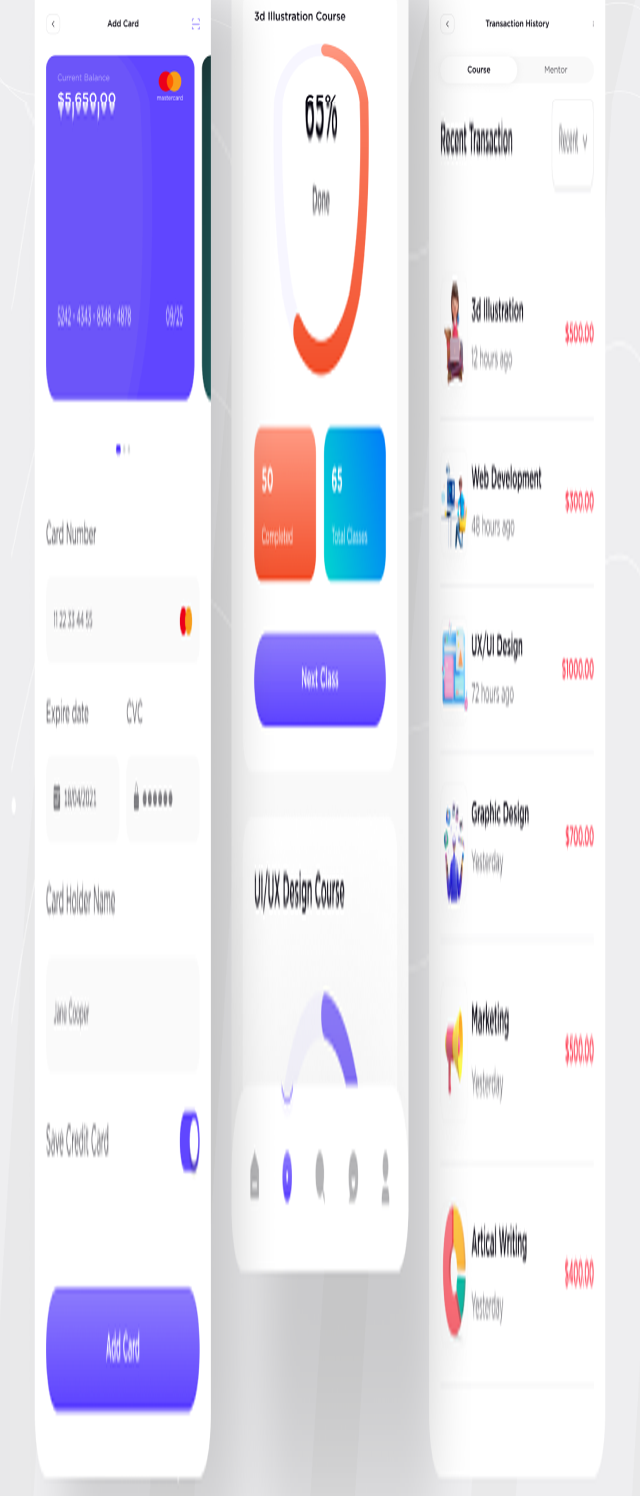 Add Card
Current Balance
$5,650,00
mastercard
5242 - 4343 - 8348 - 4878
09/25
Card Number
11 22 33 44 55
Expire date
CVC
18/04/2021
Card Holder Name
Jane Cooper
Save Credit Card
Add Card
3d Illustration Course
65%
Done
50
Completed
65
Total Classes
Next Class
UI/UX Design Course
Transaction History
Course
Mentor
Recent Transaction
Recent
3d Illustration
12 hours ago
$500.00
Web Development
48 hours ago
$300.00
UX/UI Design
72 hours ago
$1000.00
Graphic Design
Yesterday
$700.00
Marketing
Yesterday
$500.00
Artical Writing
Yesterday
$400.00